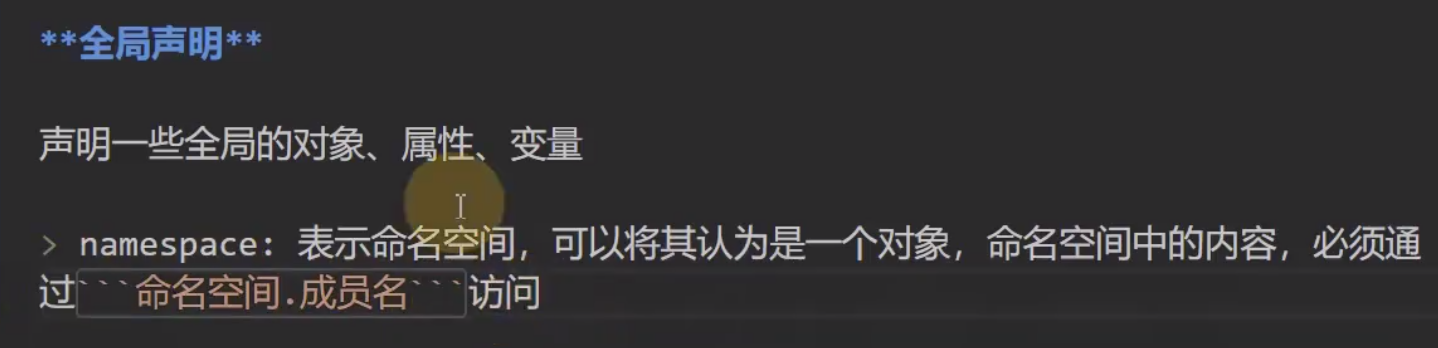 **全局声明**
声明一些全局的对象、属性、变量
> namespace: 表示命名空间，可以将其认为是一个对象，命名空间中的内容，必须通
过```命名空间.成员名```访问